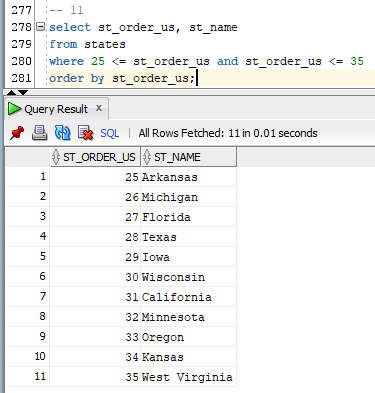 277 -- 11
278 select st_order_us, st_name
279 from states
280 where 25 <= st_order_us and st_order_us <= 35
281 order by st_order_us;
Query Result x
SQL | All Rows Fetched: 11 in 0.01 seconds
ST_ORDER_US ST_NAME
1 25 Arkansas
2 26 Michigan
3 27 Florida
4 28 Texas
5 29 Iowa
6 30 Wisconsin
7 31 California
8 32 Minnesota
9 33 Oregon
10 34 Kansas
11 35 West Virginia